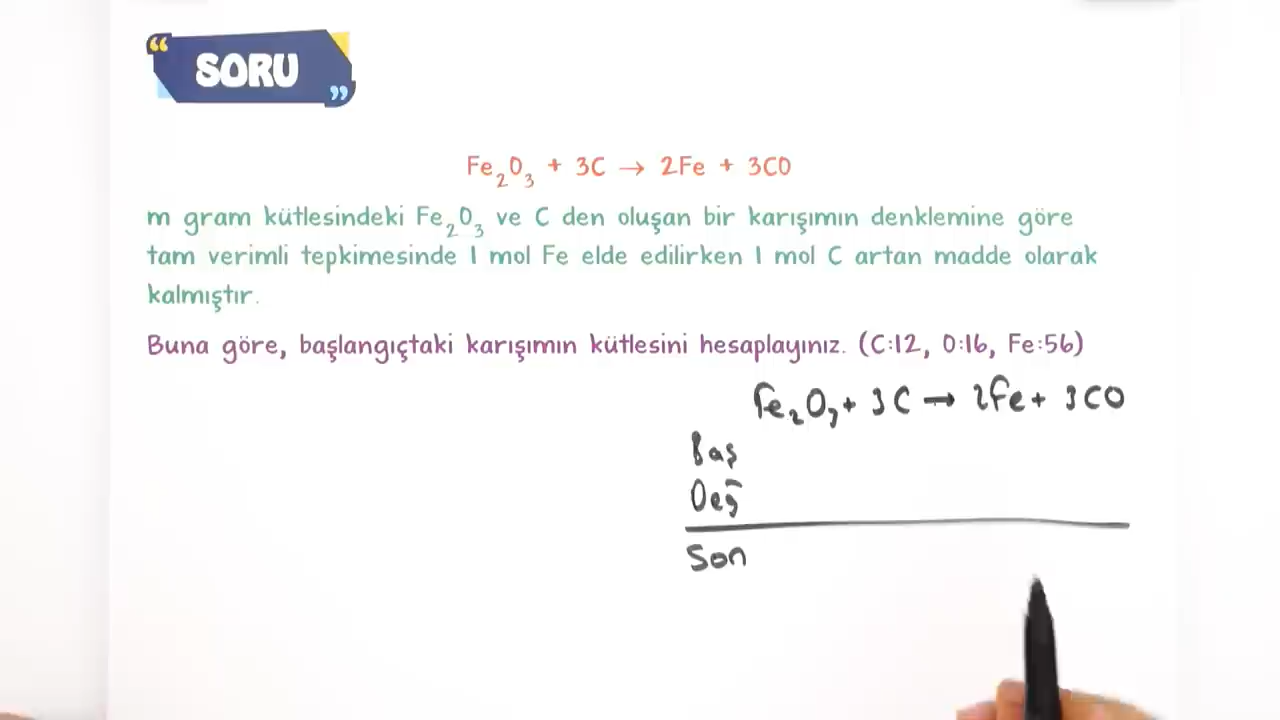 “ SORU ”
Fe₂O₃ + 3C → 2Fe + 3CO
m gram kütlesindeki Fe₂O₃ ve C den oluşan bir karışımın denklemine göre
tam verimli tepkimesinde 1 mol Fe elde edilirken 1 mol C artan madde olarak
kalmıştır.
Buna göre, başlangıçtaki karışımın kütlesini hesaplayınız. (C:12, O:16, Fe:56)
Fe₂O₃ + 3C → 2Fe + 3CO
Baş
Değ
Son